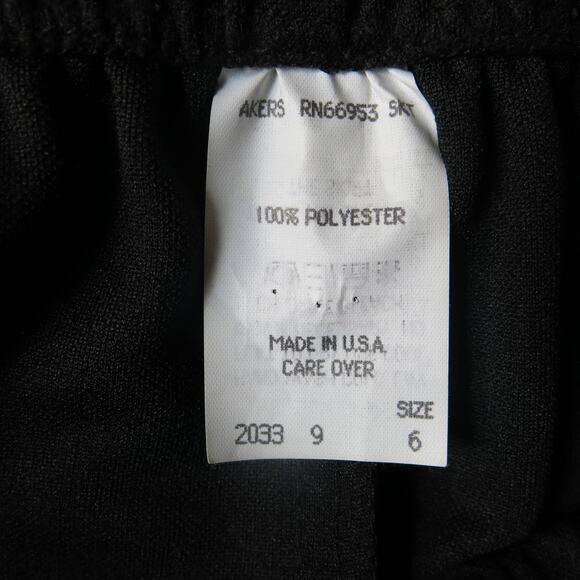 AKERS RN66953 SKT
100% POLYESTER
MADE IN U.S.A.
CARE OVER
SIZE
2033 9 6